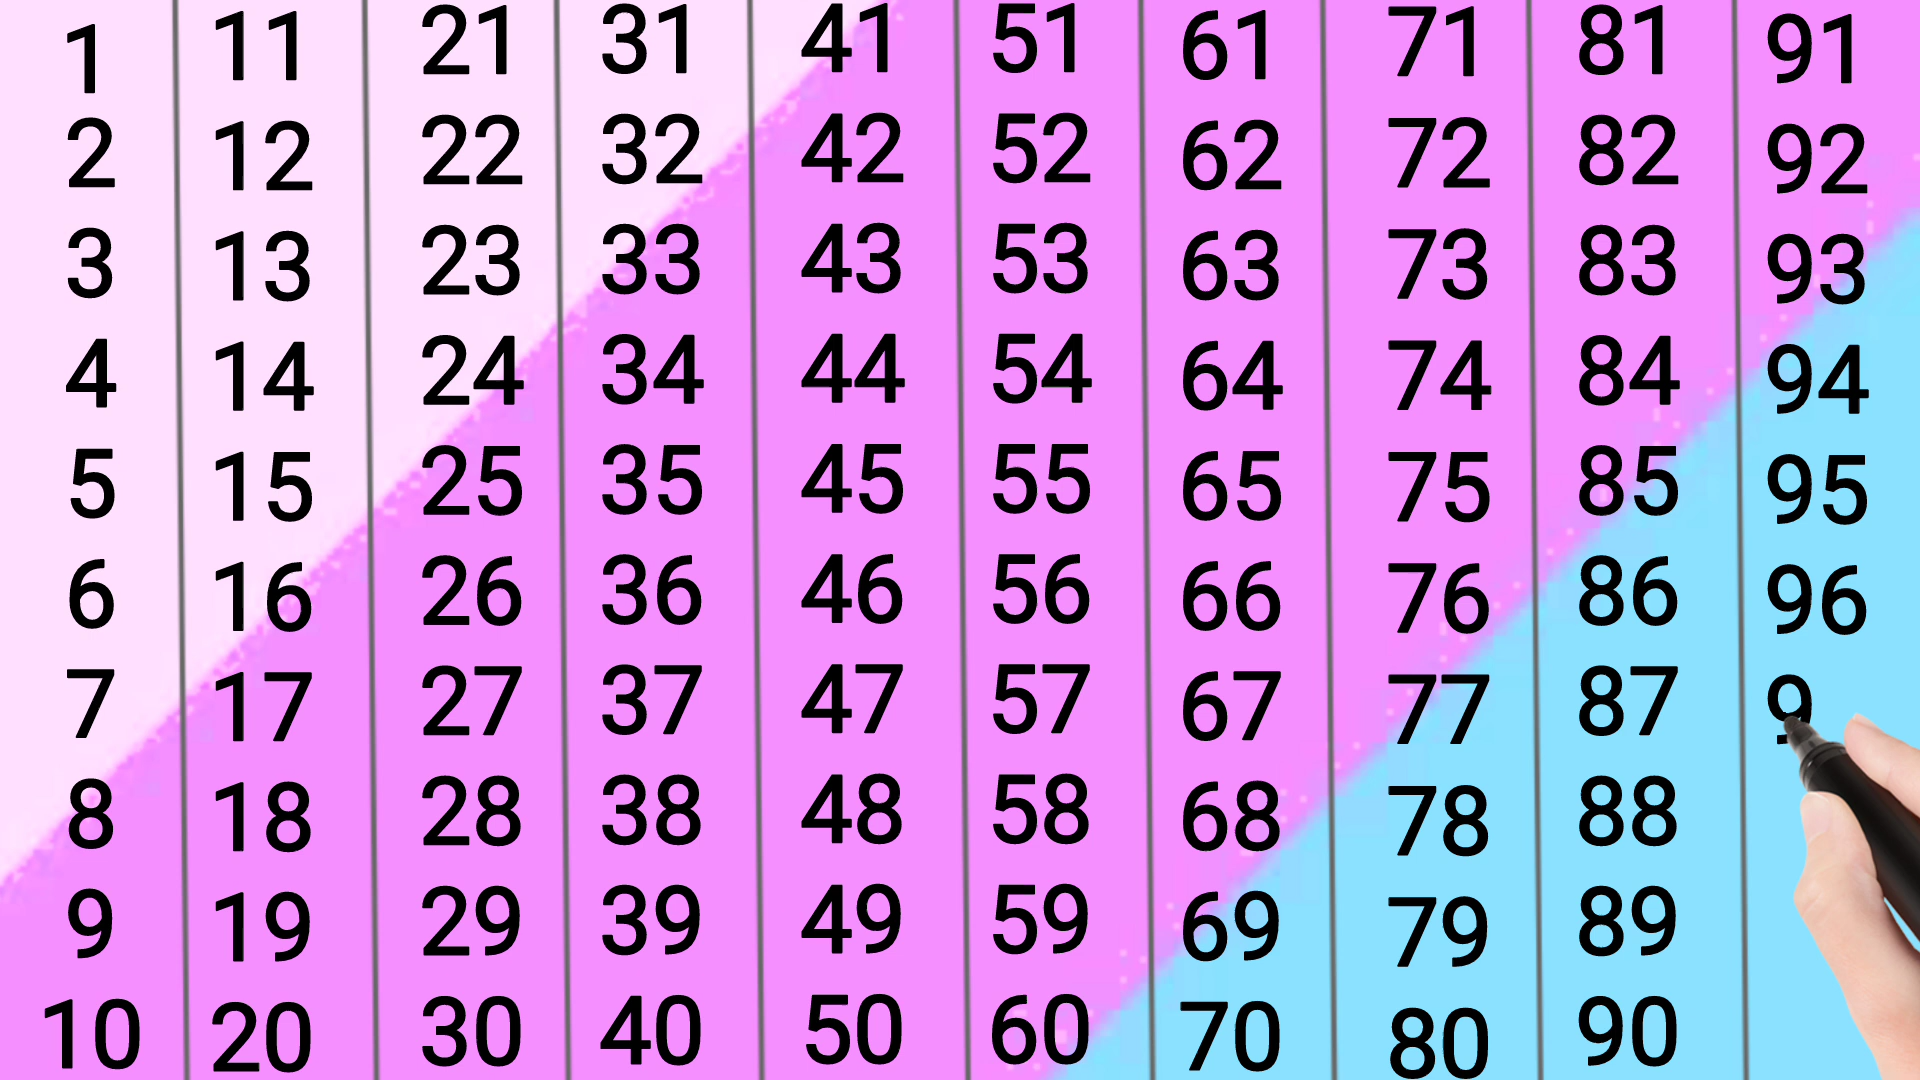 1 11 21 31 41 51 61 71 81 91
2 12 22 32 42 52 62 72 82 92
3 13 23 33 43 53 63 73 83 93
4 14 24 34 44 54 64 74 84 94
5 15 25 35 45 55 65 75 85 95
6 16 26 36 46 56 66 76 86 96
7 17 27 37 47 57 67 77 87 9
8 18 28 38 48 58 68 78 88
9 19 29 39 49 59 69 79 89
10 20 30 40 50 60 70 80 90